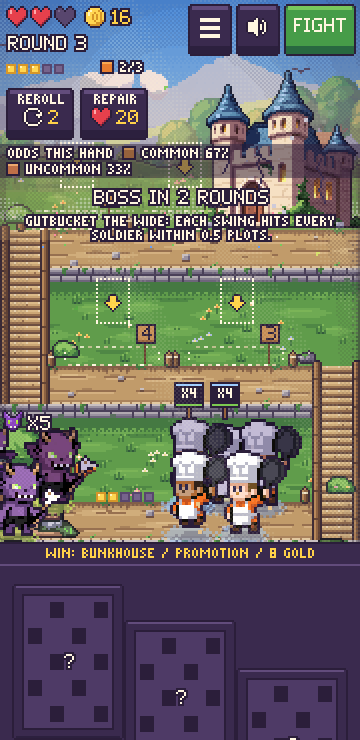 16
FIGHT
ROUND 3
2/3
REROLL
2
REPAIR
20
ODDS THIS HAND COMMON 67%
UNCOMMON 33%
BOSS IN 2 ROUNDS
GUTBUCKET THE WIDE: EACH SWING HITS EVERY
SOLDIER WITHIN 0.5 PLOTS.
4
3
X4
X4
X5
WIN: BUNKHOUSE / PROMOTION / 8 GOLD
?
?
?